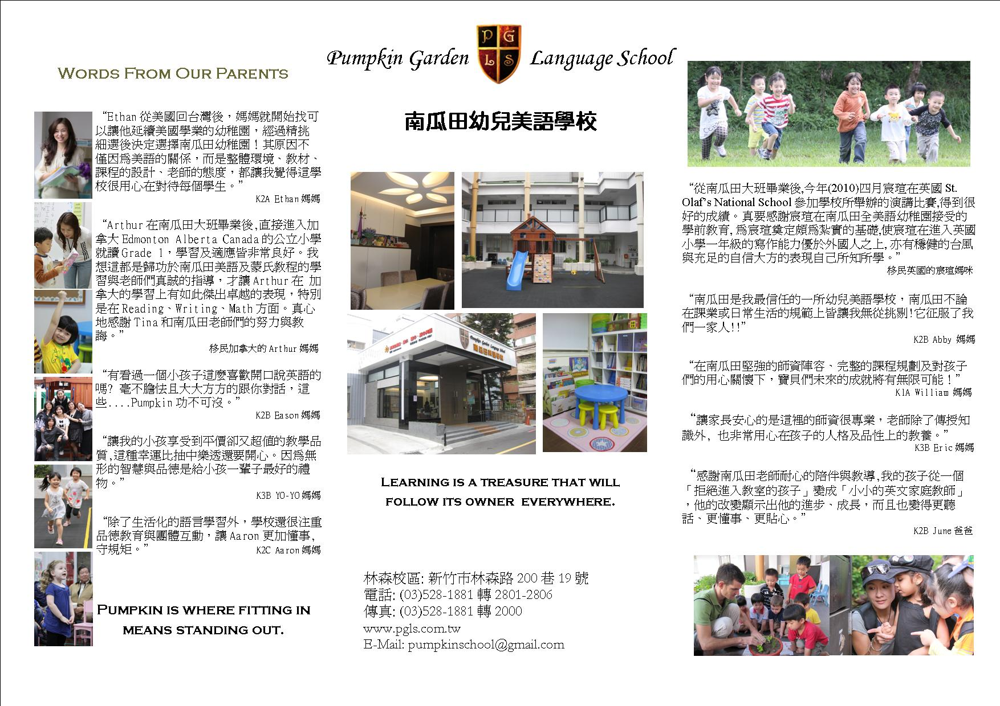 WORDS FROM OUR PARENTS
“Ethan 從美國回台灣後，媽媽就開始找可
以讓他延續美國學業的幼稚園，經過精挑
細選後決定選擇南瓜田幼稚園！其原因不
僅因為美語的關係，而是整體環境、教材、
課程的設計、老師的態度，都讓我覺得這學
校很用心在對待每個學生。”
K2A Ethan 媽媽
“Arthur 在南瓜田大班畢業後,直接進入加
拿大 Edmonton Alberta Canada 的公立小學
就讀 Grade 1，學習及適應皆非常良好。我
想這都是歸功於南瓜田美語及蒙氏教程的學
習與老師們真誠的指導，才讓 Arthur 在 加
拿大的學習上有如此傑出卓越的表現，特別
是在 Reading、Writing、Math 方面。真心
地感謝 Tina 和南瓜田老師們的努力與教
誨。”
移民加拿大的 Arthur 媽媽
“有看過一個小孩子這麼喜歡開口說英語的
嗎? 毫不膽怯且大大方方的跟你對話，這
些....Pumpkin 功不可沒。”
K2B Eason 媽媽
“讓我的小孩享受到平價卻又超值的教學品
質,這種幸運比抽中樂透還要開心。因為無
形的智慧與品德是給小孩一輩子最好的禮
物。”
K3B YO-YO 媽媽
“除了生活化的語言學習外，學校還很注重
品德教育與團體互動，讓 Aaron 更加懂事,
守規矩。” K2C Aaron 媽媽
PUMPKIN IS WHERE FITTING IN
MEANS STANDING OUT.
Pumpkin Garden PGLS Language School
南瓜田幼兒美語學校
Pumpkin Garden Language School
南瓜田美語學校
LEARNING IS A TREASURE THAT WILL
FOLLOW ITS OWNER EVERYWHERE.
林森校區: 新竹市林森路 200 巷 19 號
電話: (03)528-1881 轉 2801-2806
傳真: (03)528-1881 轉 2000
www.pgls.com.tw
E-Mail: pumpkinschool@gmail.com
“從南瓜田大班畢業後,今年(2010)四月宸瑄在英國 St.
Olaf’s National School 參加學校所舉辦的演講比賽,得到很
好的成績。真要感謝宸瑄在南瓜田全美語幼稚園接受的
學前教育, 為宸瑄奠定頗為紮實的基礎,使宸瑄在進入英國
小學一年級的寫作能力優於外國人之上, 亦有穩健的台風
與充足的自信大方的表現自己所知所學。”
移民英國的宸瑄媽咪
“南瓜田是我最信任的一所幼兒美語學校，南瓜田不論
在課業或日常生活的規範上皆讓我無從挑剔!它征服了我
們一家人!!”
K2B Abby 媽媽
“在南瓜田堅強的師資陣容、完整的課程規劃及對孩子
們的用心關懷下，寶貝們未來的成就將有無限可能！”
K1A William 媽媽
“讓家長安心的是這裡的師資很專業，老師除了傳授知
識外, 也非常用心在孩子的人格及品性上的教養。”
K3B Eric 媽媽
“感謝南瓜田老師耐心的陪伴與教導,我的孩子從一個
「拒絕進入教室的孩子」變成「小小的英文家庭教師」
，他的改變顯示出他的進步、成長，而且也變得更聽
話、更懂事、更貼心。”
K2B June 爸爸